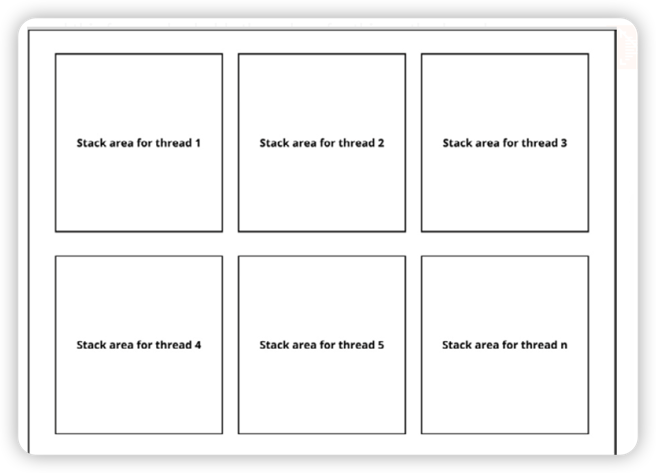 Stack area for thread 1
Stack area for thread 2
Stack area for thread 3
Stack area for thread 4
Stack area for thread 5
Stack area for thread n